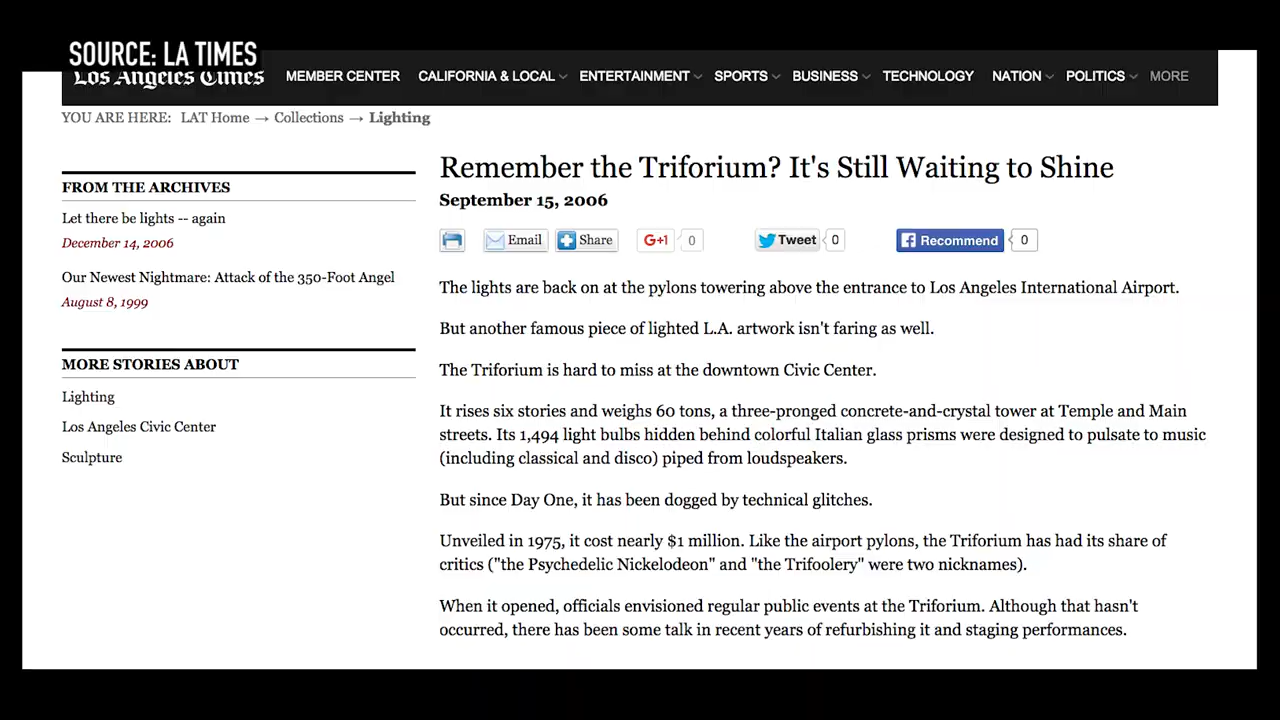 SOURCE: LA TIMES
Los Angeles Times
MEMBER CENTER CALIFORNIA & LOCAL ENTERTAINMENT SPORTS BUSINESS TECHNOLOGY NATION POLITICS MORE
YOU ARE HERE: LAT Home → Collections → Lighting
FROM THE ARCHIVES
Let there be lights -- again
December 14, 2006
Our Newest Nightmare: Attack of the 350-Foot Angel
August 8, 1999
MORE STORIES ABOUT
Lighting
Los Angeles Civic Center
Sculpture
Remember the Triforium? It's Still Waiting to Shine
September 15, 2006
Email Share G+1 0 Tweet 0 Recommend 0
The lights are back on at the pylons towering above the entrance to Los Angeles International Airport.
But another famous piece of lighted L.A. artwork isn't faring as well.
The Triforium is hard to miss at the downtown Civic Center.
It rises six stories and weighs 60 tons, a three-pronged concrete-and-crystal tower at Temple and Main
streets. Its 1,494 light bulbs hidden behind colorful Italian glass prisms were designed to pulsate to music
(including classical and disco) piped from loudspeakers.
But since Day One, it has been dogged by technical glitches.
Unveiled in 1975, it cost nearly $1 million. Like the airport pylons, the Triforium has had its share of
critics ("the Psychedelic Nickelodeon" and "the Trifoolery" were two nicknames).
When it opened, officials envisioned regular public events at the Triforium. Although that hasn't
occurred, there has been some talk in recent years of refurbishing it and staging performances.